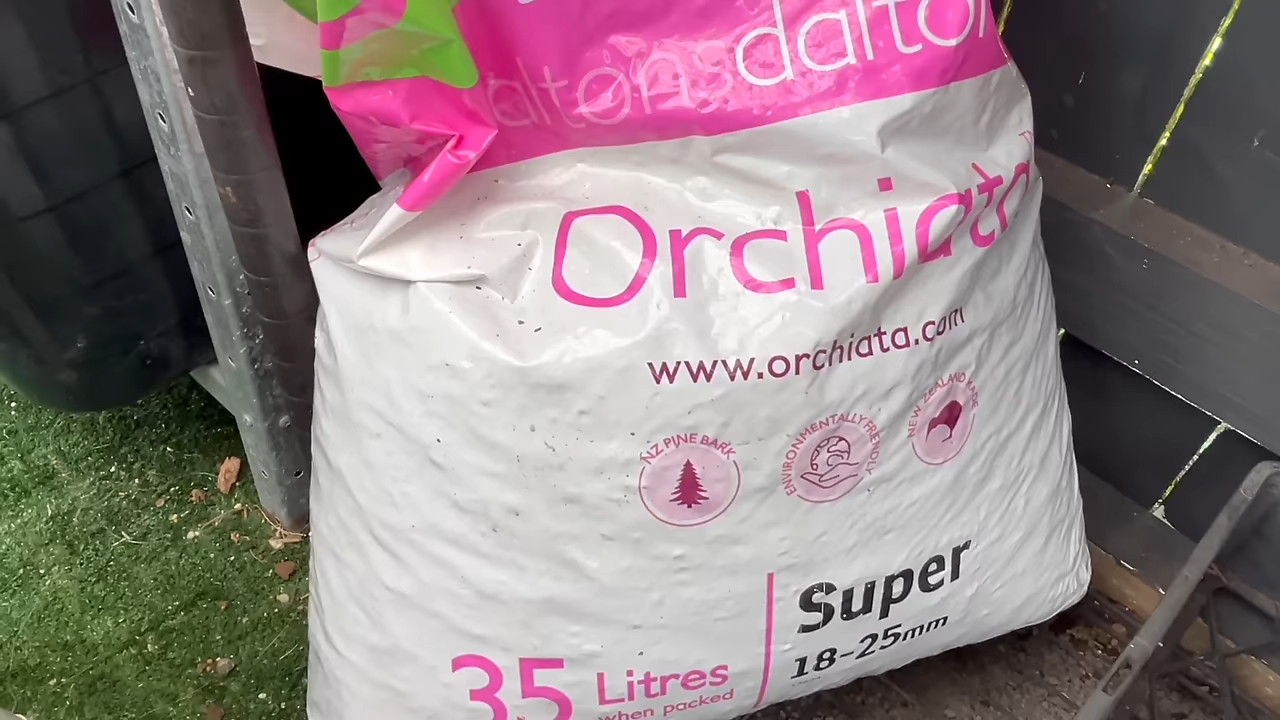 daltons dalton
Orchiata
www.orchiata.com
NZ PINE BARK
ENVIRONMENTALLY FRIENDLY
NEW ZEALAND MADE
Super
18-25mm
35 Litres
when packed